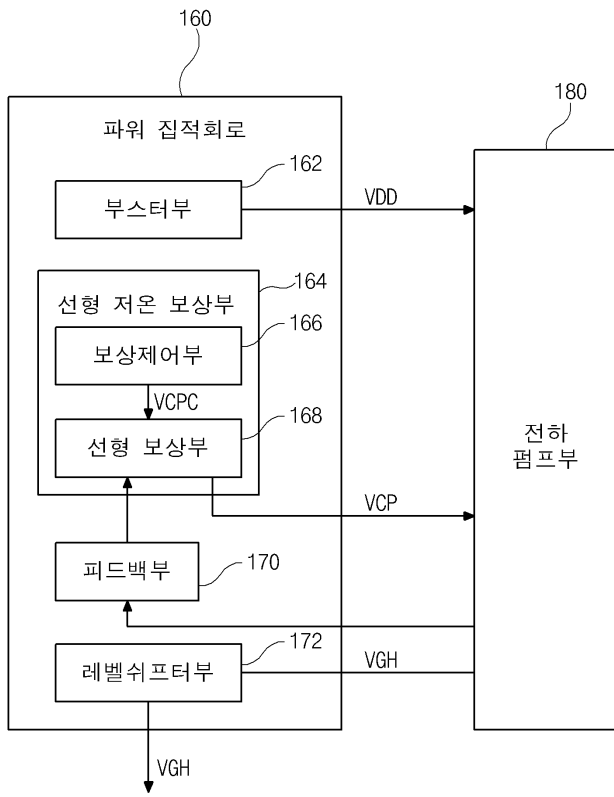 160
180
파워 집적회로
162
부스터부
VDD
164
선형 저온 보상부
166
보상제어부
VCPC
168
선형 보상부
전하
펌프부
VCP
피드백부
170
172
레벨쉬프터부
VGH
VGH